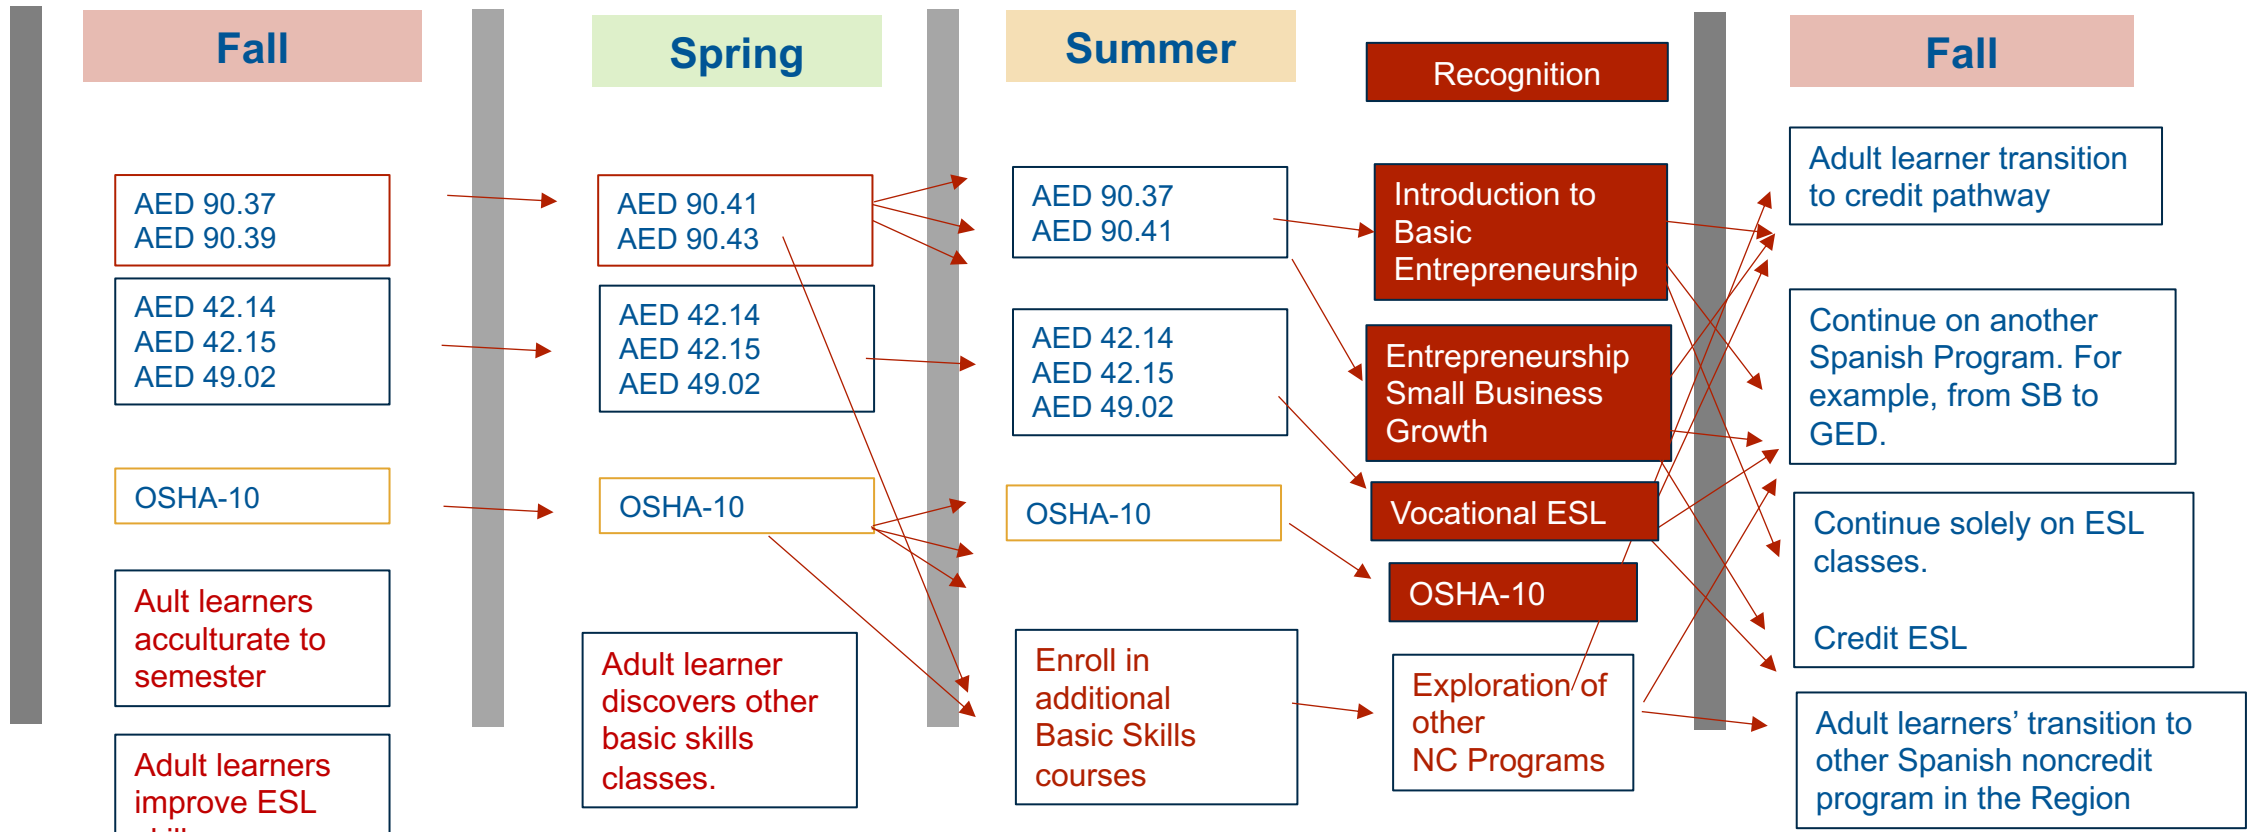 Fall
AED 90.37
AED 90.39
AED 42.14
AED 42.15
AED 49.02
OSHA-10
Ault learners
acculturate to
semester
Adult learners
improve ESL
Spring
AED 90.41
AED 90.43
AED 42.14
AED 42.15
AED 49.02
OSHA-10
Adult learner
discovers other
basic skills
classes.
Summer
AED 90.37
AED 90.41
AED 42.14
AED 42.15
AED 49.02
OSHA-10
Enroll in
additional
Basic Skills
courses
Recognition
Introduction to
Basic
Entrepreneurship
Entrepreneurship
Small Business
Growth
Vocational ESL
OSHA-10
Exploration of
other
NC Programs
Fall
Adult learner transition
to credit pathway
Continue on another
Spanish Program. For
example, from SB to
GED.
Continue solely on ESL
classes.
Credit ESL
Adult learners’ transition to
other Spanish noncredit
program in the Region